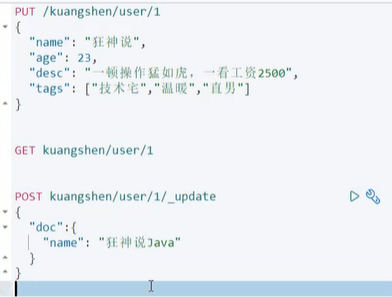 PUT /kuangshen/user/1
{
"name": "狂神说",
"age": 23,
"desc": "一顿操作猛如虎，一看工资2500",
"tags": ["技术宅","温暖","直男"]
}
GET kuangshen/user/1
POST kuangshen/user/1/_update
{
"doc":{
"name": "狂神说Java"
}
}